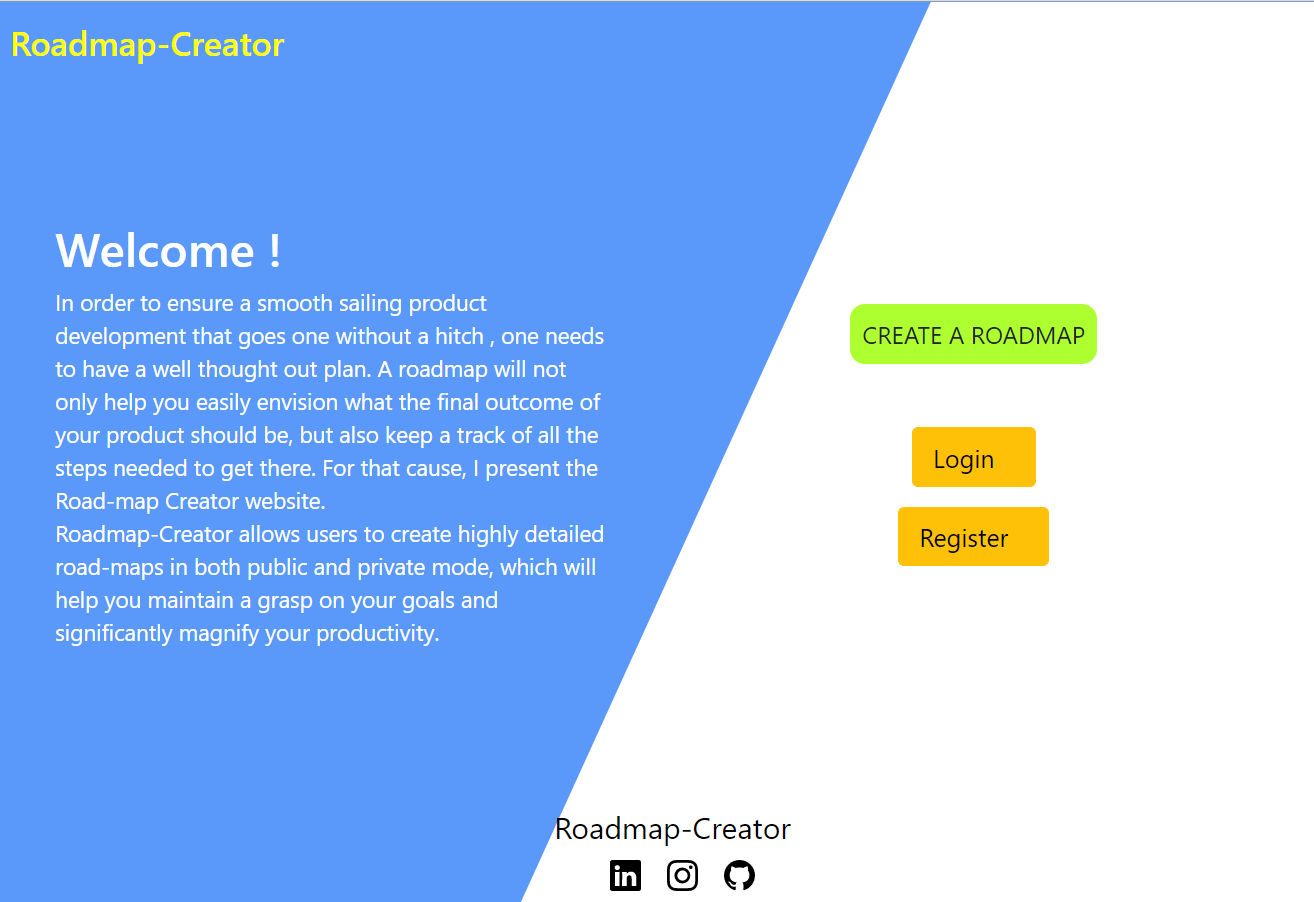 Roadmap-Creator
Welcome !
In order to ensure a smooth sailing product
development that goes one without a hitch , one needs
to have a well thought out plan. A roadmap will not
only help you easily envision what the final outcome of
your product should be, but also keep a track of all the
steps needed to get there. For that cause, I present the
Road-map Creator website.
Roadmap-Creator allows users to create highly detailed
road-maps in both public and private mode, which will
help you maintain a grasp on your goals and
significantly magnify your productivity.
CREATE A ROADMAP
Login
Register
Roadmap-Creator
in